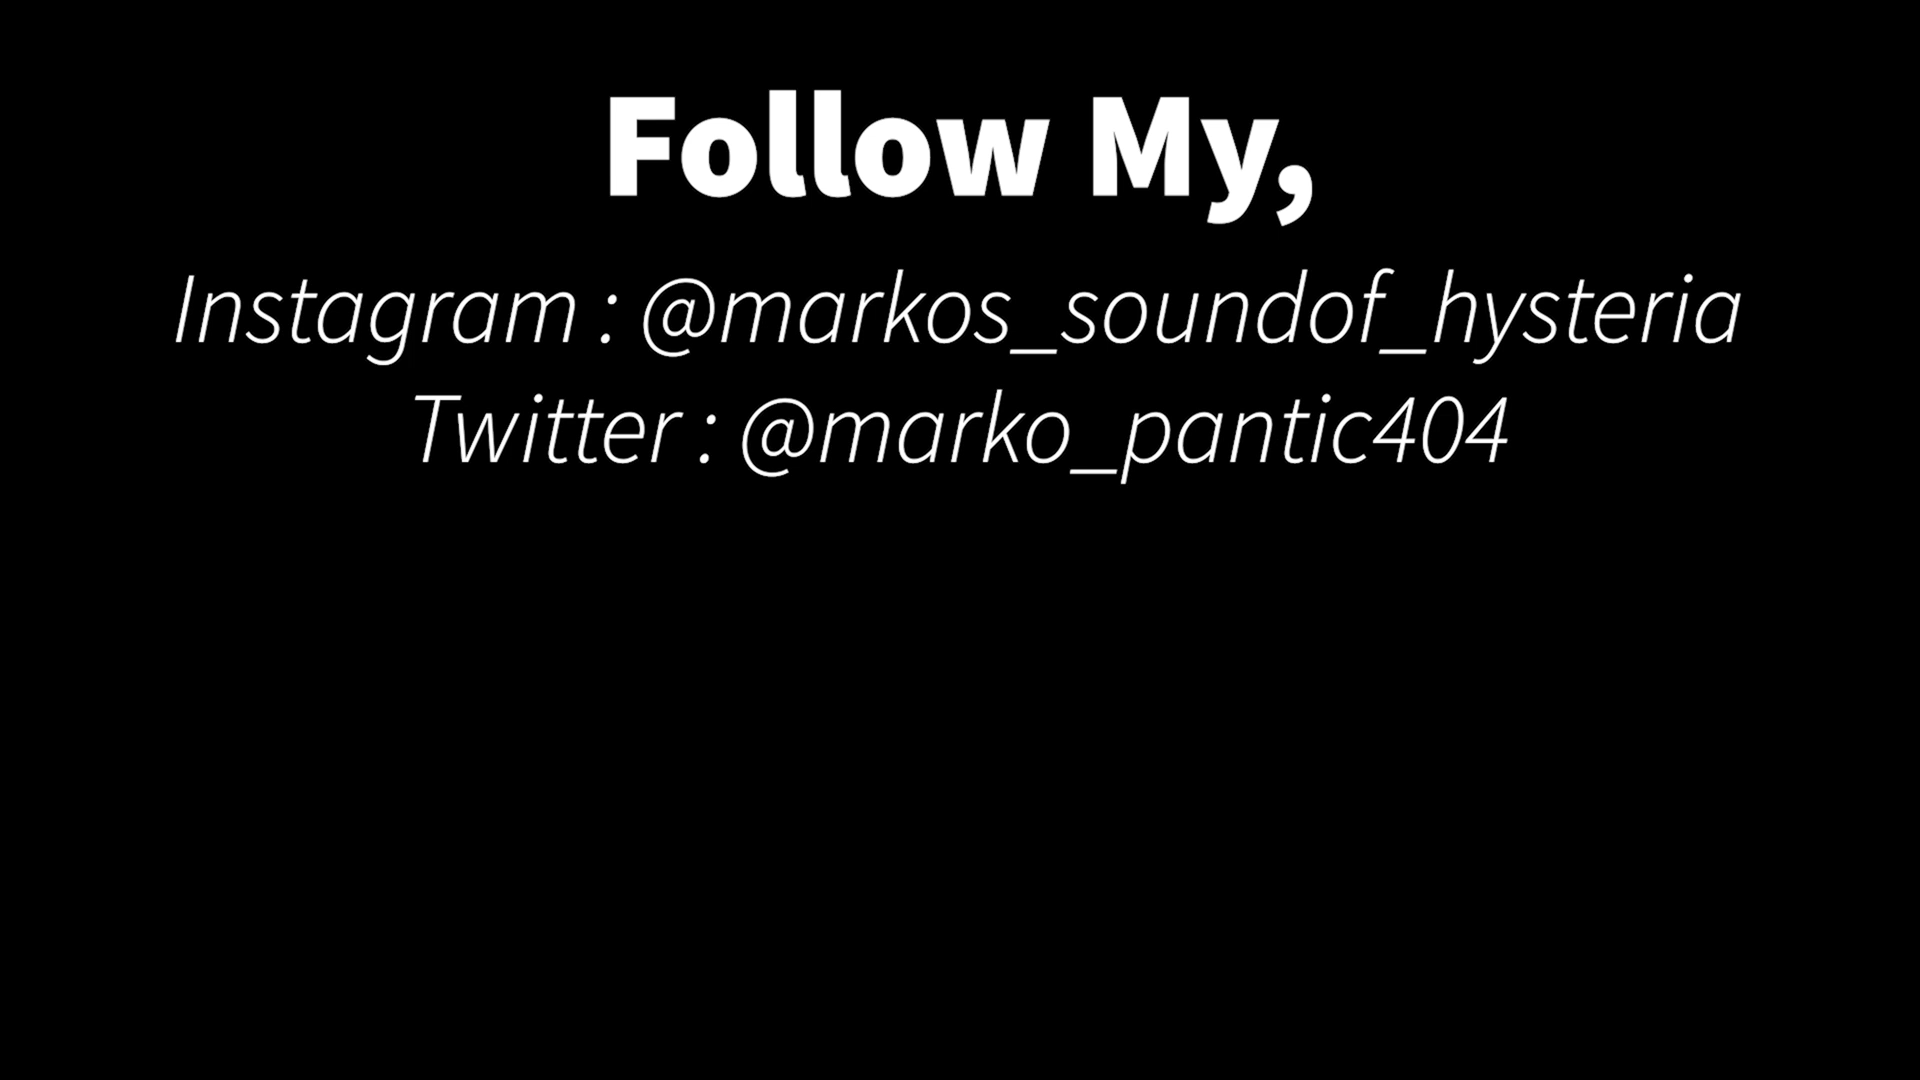 Follow My,
Instagram : @markos_soundof_hysteria
Twitter : @marko_pantic404